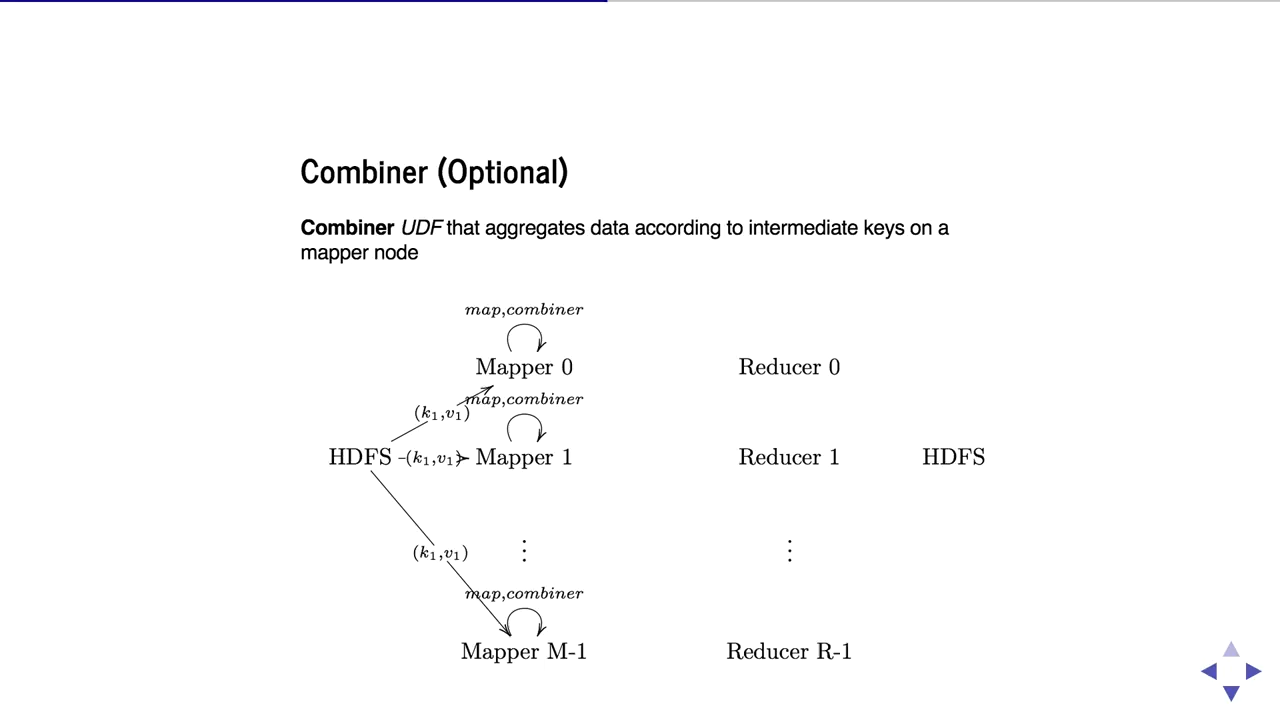 Combiner (Optional)
Combiner UDF that aggregates data according to intermediate keys on a
mapper node
map,combiner
Mapper 0 Reducer 0
(k₁,v₁) map,combiner
HDFS (k₁,v₁) Mapper 1 Reducer 1 HDFS
(k₁,v₁) ⋮ ⋮
map,combiner
Mapper M-1 Reducer R-1